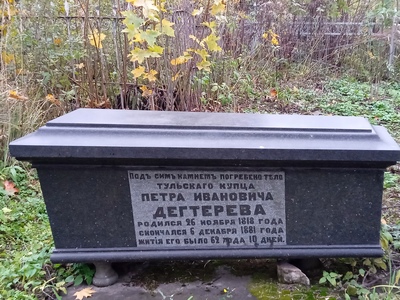 Подъ симъ камнемъ погребено тело
тульскаго купца
Петра Ивановича
Дегтерева
родился 26 ноября 1818 года
скончался 6 декабря 1881 года
жития его было 62 года 10 дней.